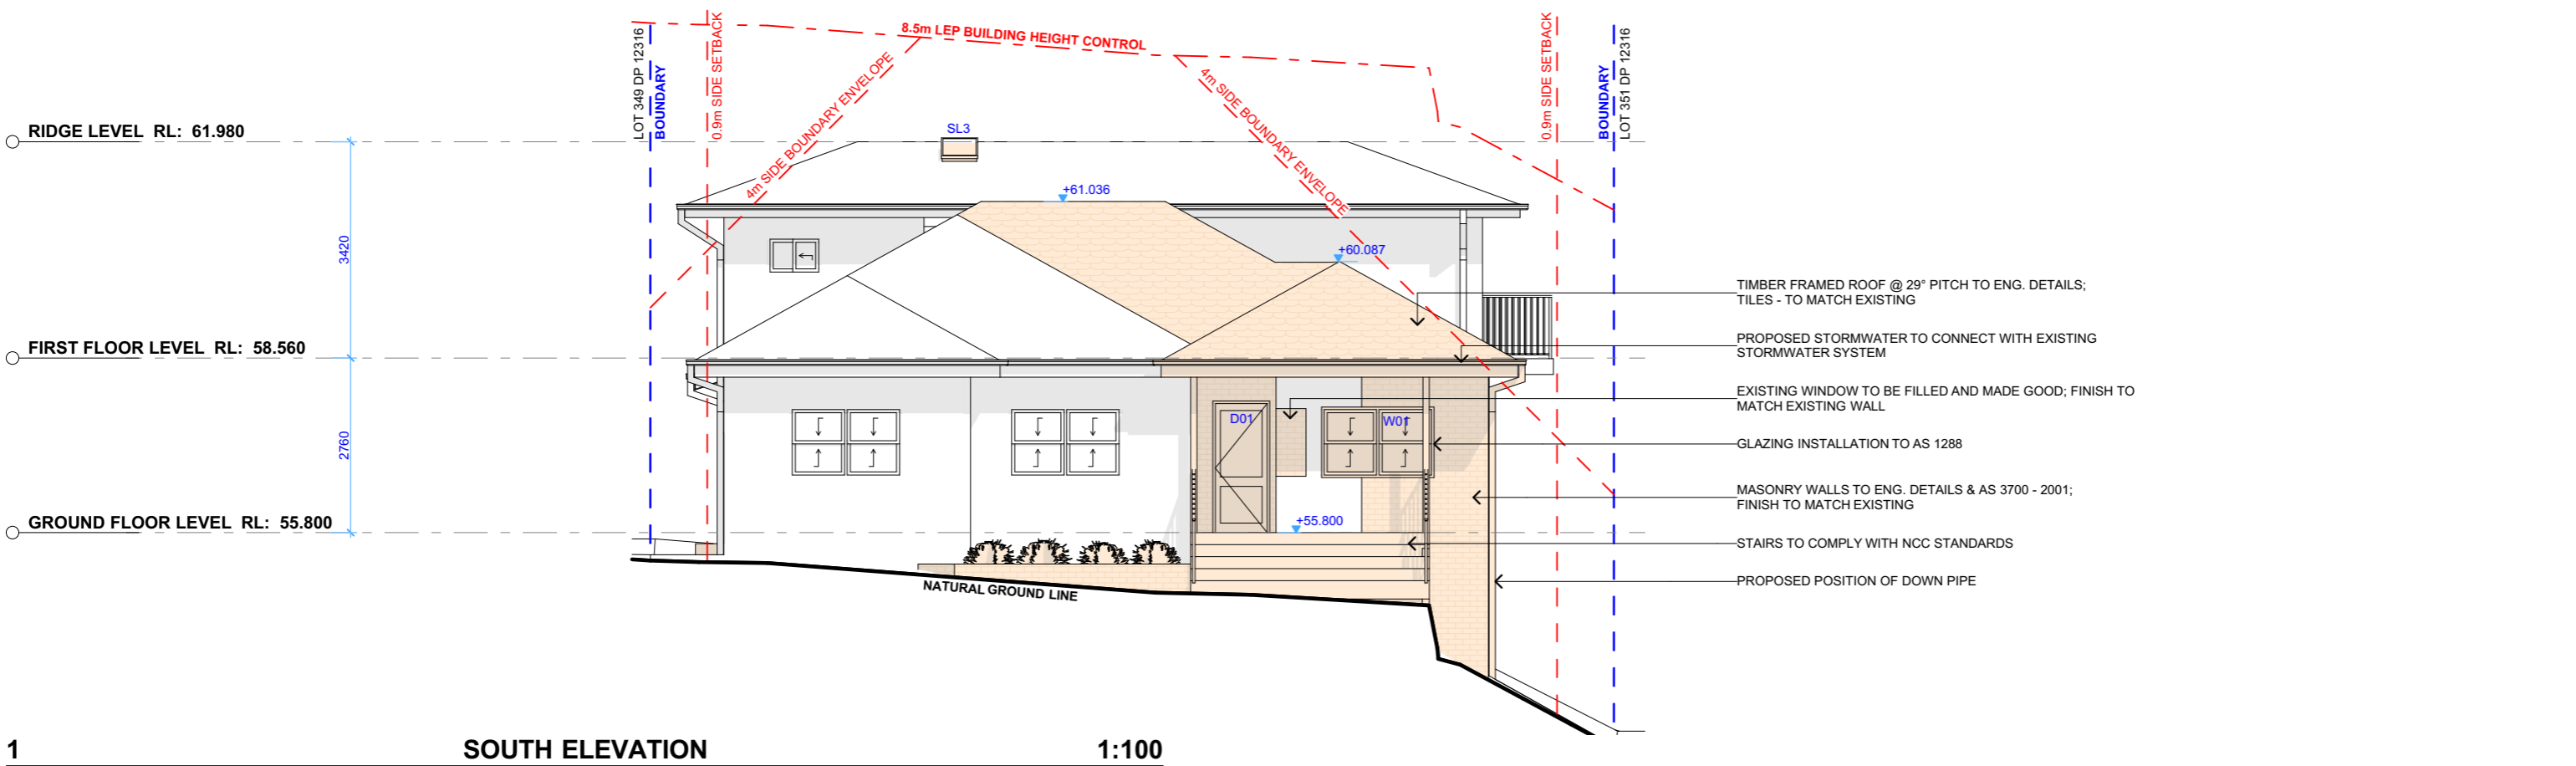 8.5m LEP BUILDING HEIGHT CONTROL
LOT 349 DP 12316
BOUNDARY
0.9m SIDE SETBACK
4m SIDE BOUNDARY ENVELOPE
4m SIDE BOUNDARY ENVELOPE
0.9m SIDE SETBACK
BOUNDARY
LOT 351 DP 12316
RIDGE LEVEL RL: 61.980
SL3
+61.036
3420
+60.087
TIMBER FRAMED ROOF @ 29° PITCH TO ENG. DETAILS;
TILES - TO MATCH EXISTING
FIRST FLOOR LEVEL RL: 58.560
PROPOSED STORMWATER TO CONNECT WITH EXISTING
STORMWATER SYSTEM
EXISTING WINDOW TO BE FILLED AND MADE GOOD; FINISH TO
MATCH EXISTING WALL
D01
W01
2760
GLAZING INSTALLATION TO AS 1288
MASONRY WALLS TO ENG. DETAILS & AS 3700 - 2001;
FINISH TO MATCH EXISTING
GROUND FLOOR LEVEL RL: 55.800
+55.800
STAIRS TO COMPLY WITH NCC STANDARDS
PROPOSED POSITION OF DOWN PIPE
NATURAL GROUND LINE
1 SOUTH ELEVATION 1:100